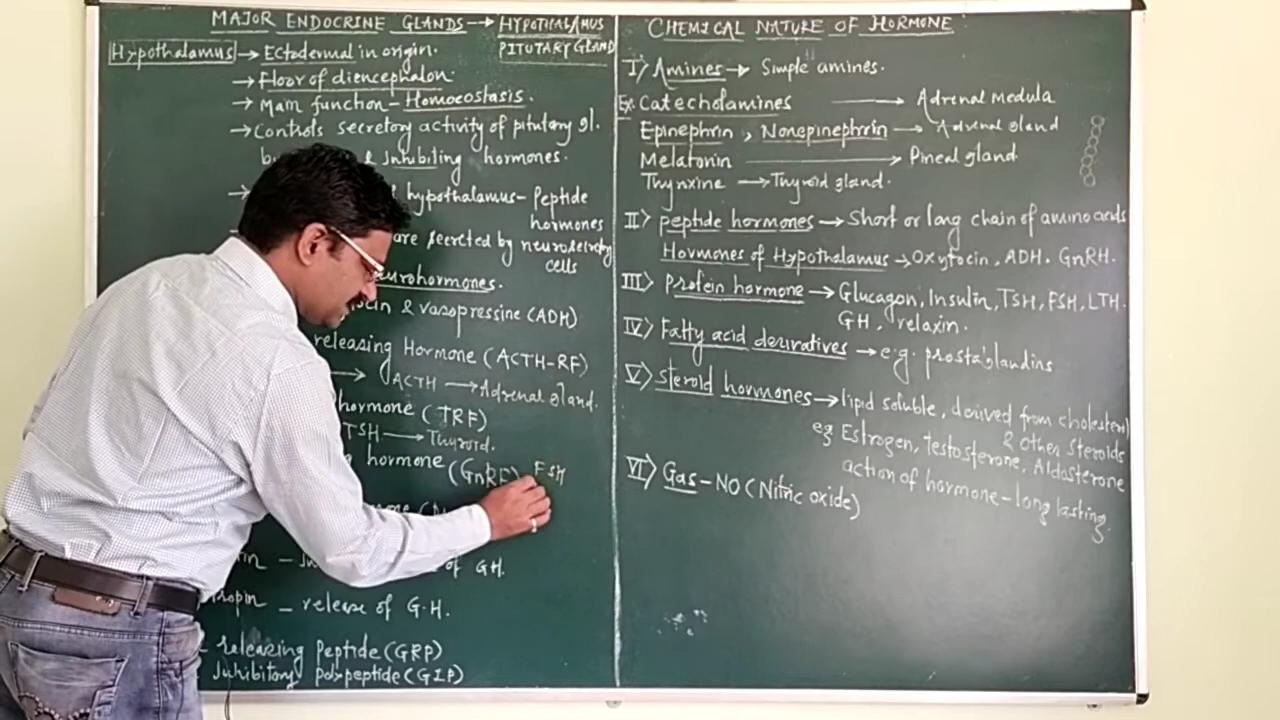 MAJOR ENDOCRINE GLANDS → HYPOTHALAMUS
PITUTARY GLAND
Hypothalamus → Ectodermal in origin.
→ Floor of diencephalon.
→ Main function - Homoeostasis.
→ Controls secretory activity of pitutary gl.
& Inhibiting hormones.
→ hypothalamus - Peptide
hormones
are secreted by neurosecretory
cells
neurohormones.
& vasopressine (ADH)
releasing Hormone (ACTH-RF)
→ ACTH → Adrenal gland.
hormone (TRF)
TSH → Thyroid.
hormone (GnRF) FSH
of GH.
- release of G.H.
- releasing Peptide (GRP)
Inhibitory polypeptide (GIP)
CHEMICAL NATURE OF HORMONE
I) Amines → Simple amines.
Ex. Catecholamines → Adrenal Medula
Epinephrin, Nonepinephrin → Adrenal gland
Melatonin → Pineal gland
Thynxine → Thyroid gland.
II) peptide hormones → Short or long chain of amino acids
Hormones of Hypothalamus → Oxytocin, ADH. GnRH.
III) Protein hormone → Glucagon, Insulin, TSH, FSH, LTH.
GH, relaxin.
IV) Fatty acid derivatives → e.g. prostaglandins
V) Steroid hormones → lipid soluble, derived from cholesterol
& other steroids
eg Estrogen, testosterone, Aldosterone
action of hormone - long lasting.
VI) Gas - NO (Nitric oxide)